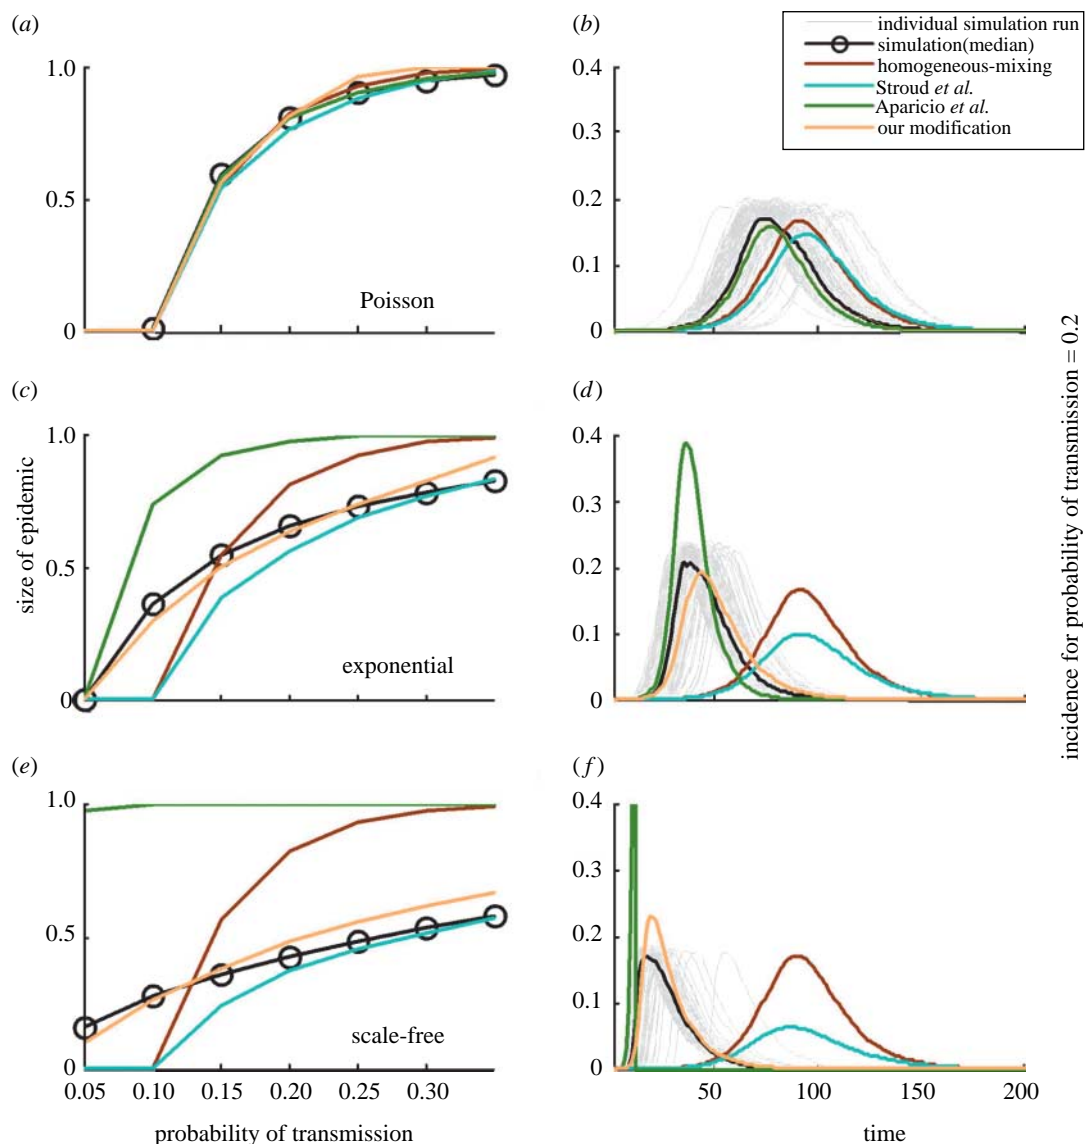 (a)
1.0
0.5
0
Poisson
(b)
individual simulation run
simulation(median)
homogeneous-mixing
Stroud et al.
Aparicio et al.
our modification
0.4
0.3
0.2
0.1
0
(c)
1.0
0.5
0
exponential
(d)
0.4
0.3
0.2
0.1
0
(e)
1.0
0.5
0
scale-free
0.05 0.10 0.15 0.20 0.25 0.30
probability of transmission
size of epidemic
(f)
0.4
0.3
0.2
0.1
0
50 100 150 200
time
incidence for probability of transmission = 0.2